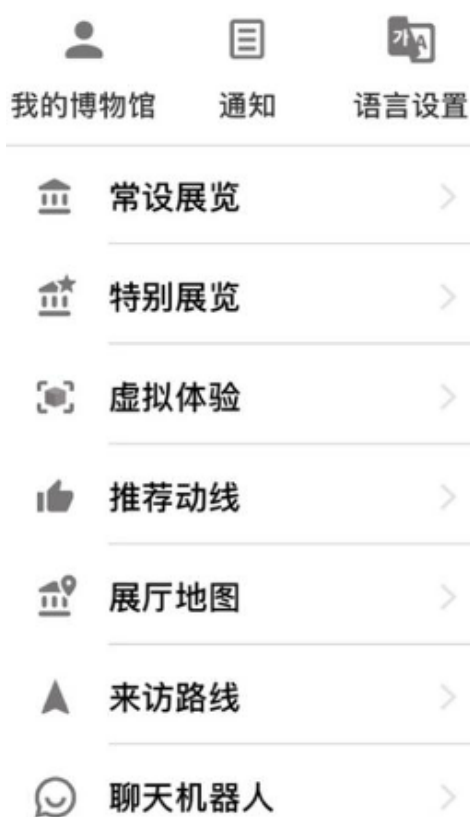 가A
我的博物馆 通知 语言设置
常设展览
特别展览
虚拟体验
推荐动线
展厅地图
来访路线
聊天机器人